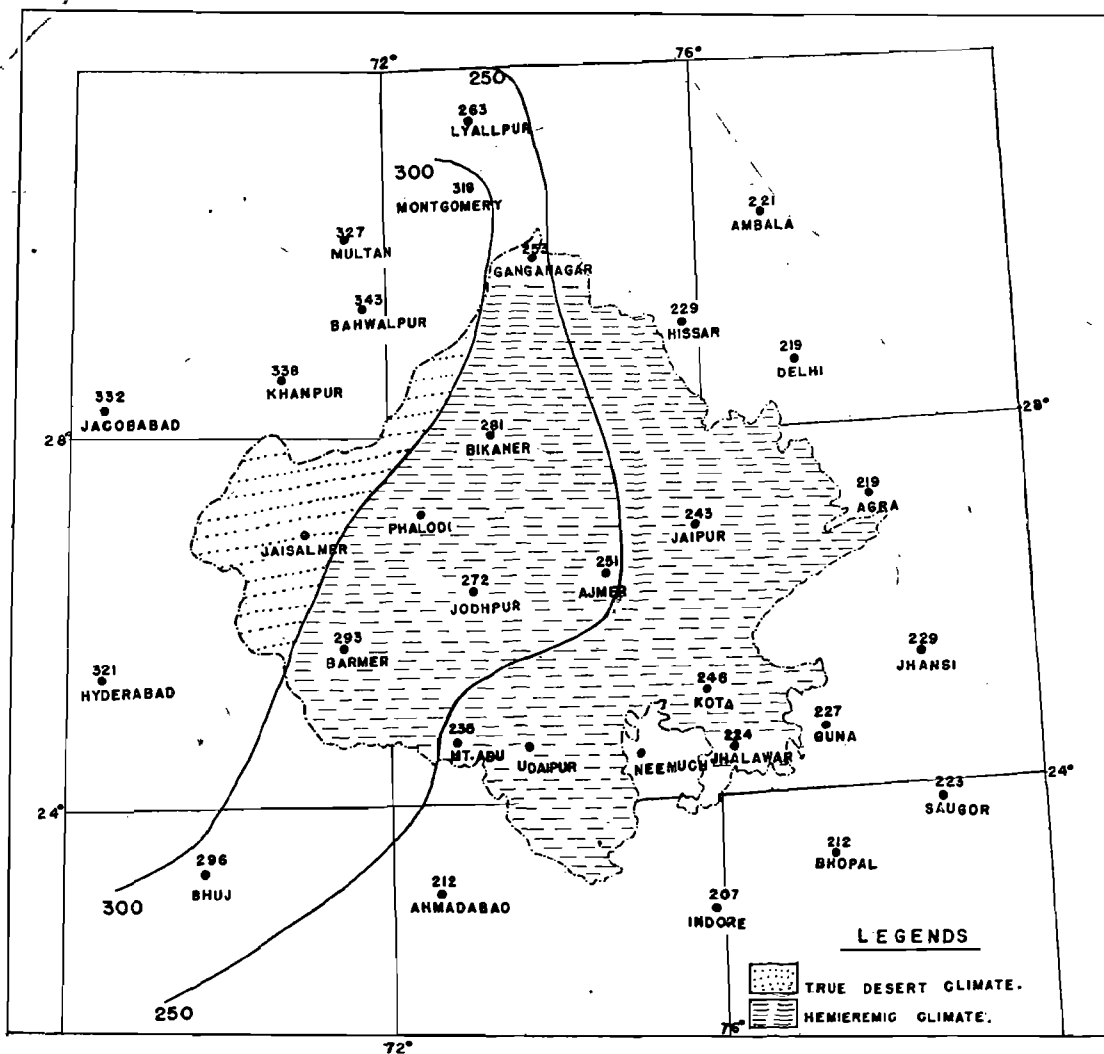 72°
76°
250
263
LYALLPUR
300
319
MONTGOMERY
221
AMBALA
327
MULTAN
253
GANGANAGAR
343
BAHWALPUR
229
HISSAR
219
DELHI
338
KHANPUR
332
JACOBABAD
28°
28°
281
BIKANER
219
AGRA
PHALODI
243
JAIPUR
JAISALMER
251
AJMER
272
JODHPUR
293
BARMER
229
JHANSI
321
HYDERABAD
246
KOTA
227
GUNA
235
MT. ABU
UDAIPUR
NEEMUCH
224
JHALAWAR
24°
24°
223
SAUGOR
212
BHOPAL
296
BHUJ
212
AHMADABAD
207
INDORE
300
250
LEGENDS
TRUE DESERT CLIMATE.
HEMIEREMIC CLIMATE.
72°
76°